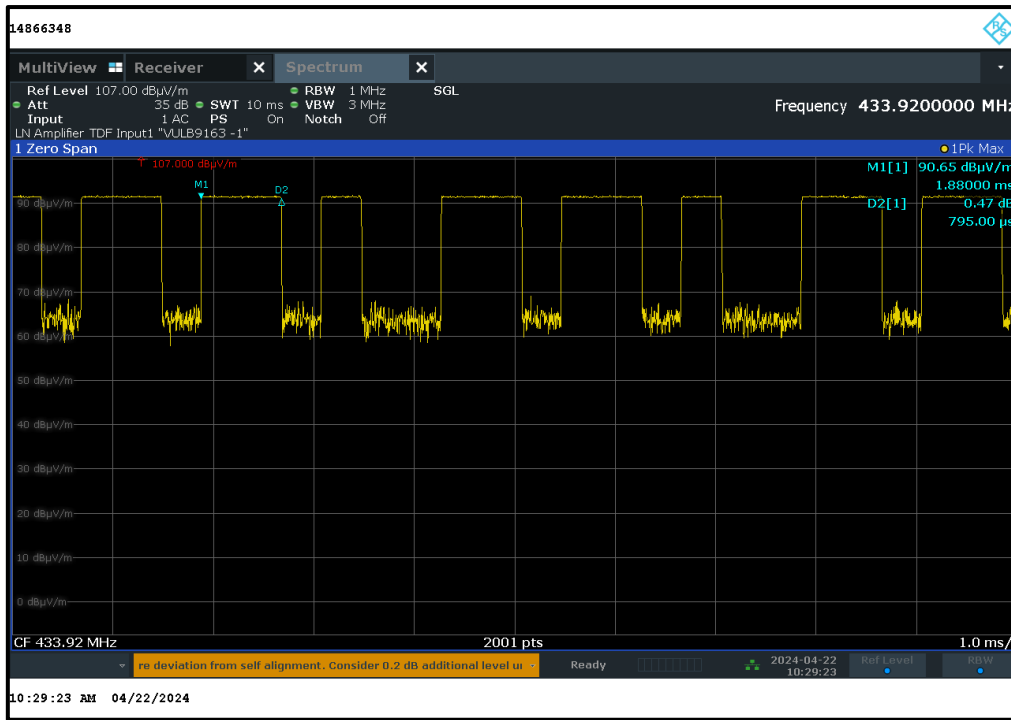 14866348
R&S
MultiView Receiver X Spectrum X
Ref Level 107.00 dBµV/m RBW 1 MHz SGL
Att 35 dB SWT 10 ms VBW 3 MHz Frequency 433.9200000 MHz
Input 1 AC PS On Notch Off
LN Amplifier TDF Input1 "VULB9163 -1"
1 Zero Span 1Pk Max
107.000 dBµV/m M1[1] 90.65 dBµV/m
1.88000 ms
M1 D2 D2[1] 0.47 dB
795.00 µs
90 dBµV/m
80 dBµV/m
70 dBµV/m
60 dBµV/m
50 dBµV/m
40 dBµV/m
30 dBµV/m
20 dBµV/m
10 dBµV/m
0 dBµV/m
CF 433.92 MHz 2001 pts 1.0 ms/
re deviation from self alignment. Consider 0.2 dB additional level Ready 2024-04-22 Ref Level RBW
10:29:23
10:29:23 AM 04/22/2024